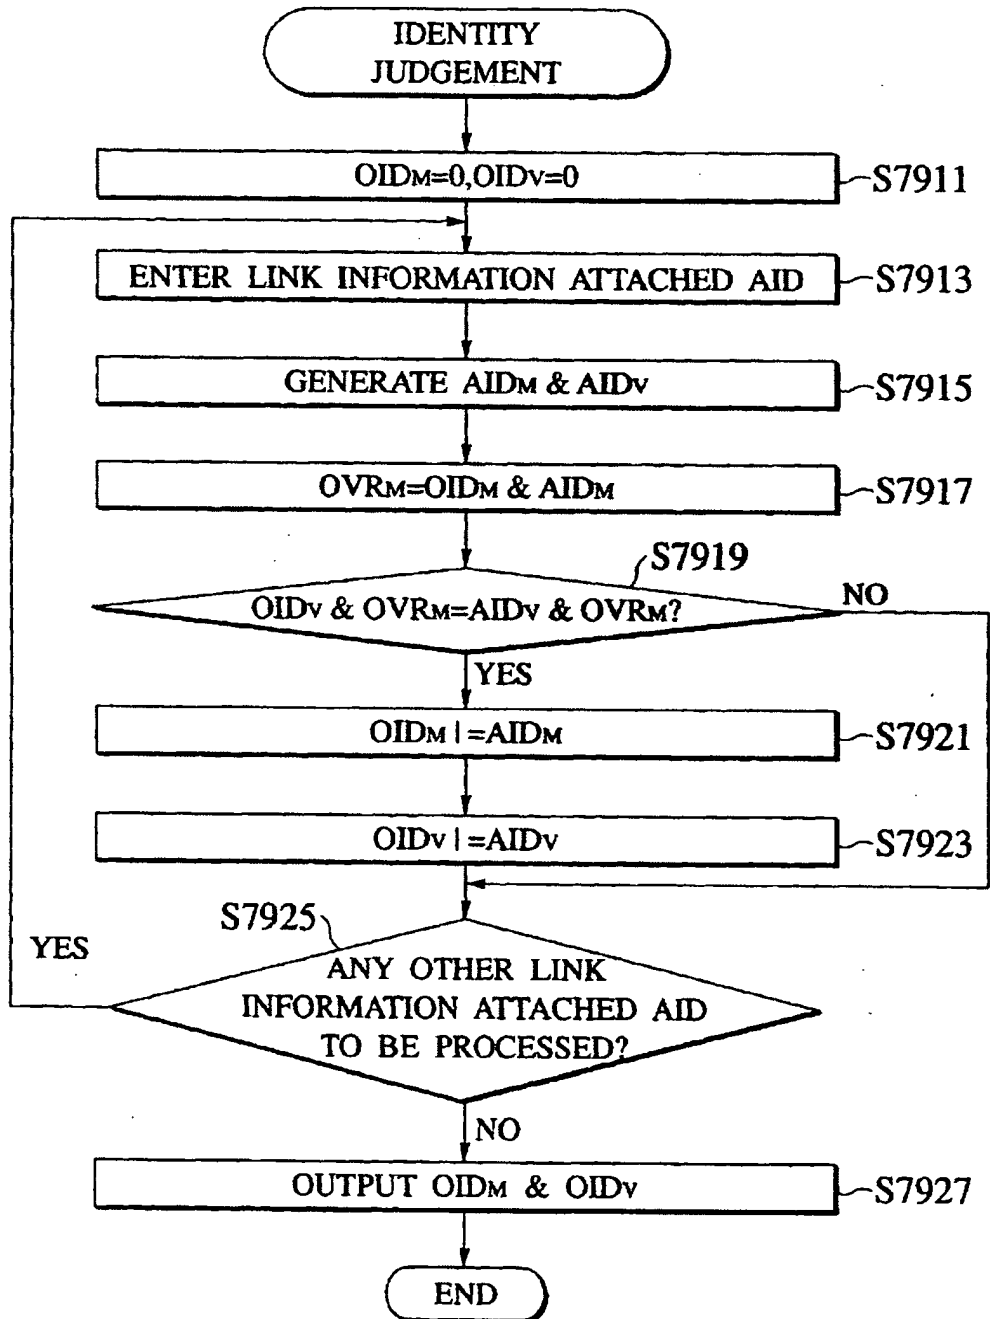 IDENTITY
JUDGEMENT
OIDM=0,OIDV=0
S7911
ENTER LINK INFORMATION ATTACHED AID
S7913
GENERATE AIDM & AIDV
S7915
OVRM=OIDM & AIDM
S7917
S7919
OIDV & OVRM=AIDV & OVRM?
NO
YES
OIDM |=AIDM
S7921
OIDV |=AIDV
S7923
S7925
YES
ANY OTHER LINK
INFORMATION ATTACHED AID
TO BE PROCESSED?
NO
OUTPUT OIDM & OIDV
S7927
END